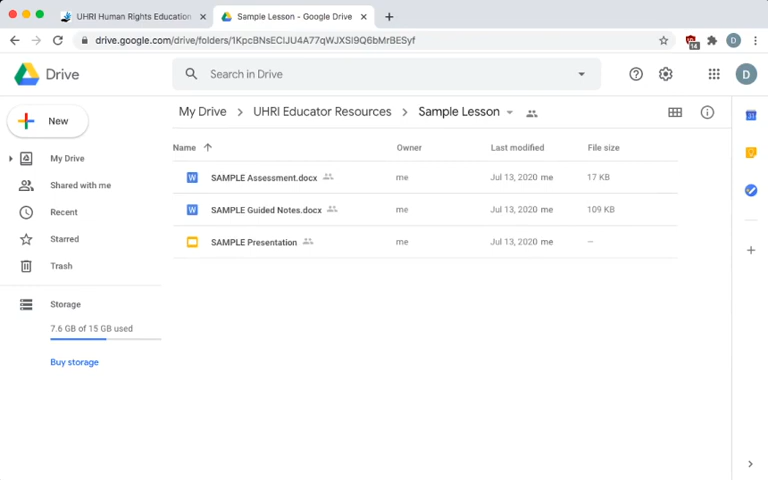 UHRI Human Rights Education
Sample Lesson - Google Drive
drive.google.com/drive/folders/1KpcBNsEClJU4A77qWJXSI9Q6bMrBESyf
14
D
Drive
Search in Drive
D
New
My Drive
Shared with me
Recent
Starred
Trash
Storage
7.6 GB of 15 GB used
Buy storage
My Drive > UHRI Educator Resources > Sample Lesson
Name Owner Last modified File size
SAMPLE Assessment.docx me Jul 13, 2020 me 17 KB
SAMPLE Guided Notes.docx me Jul 13, 2020 me 109 KB
SAMPLE Presentation me Jul 13, 2020 me –
31